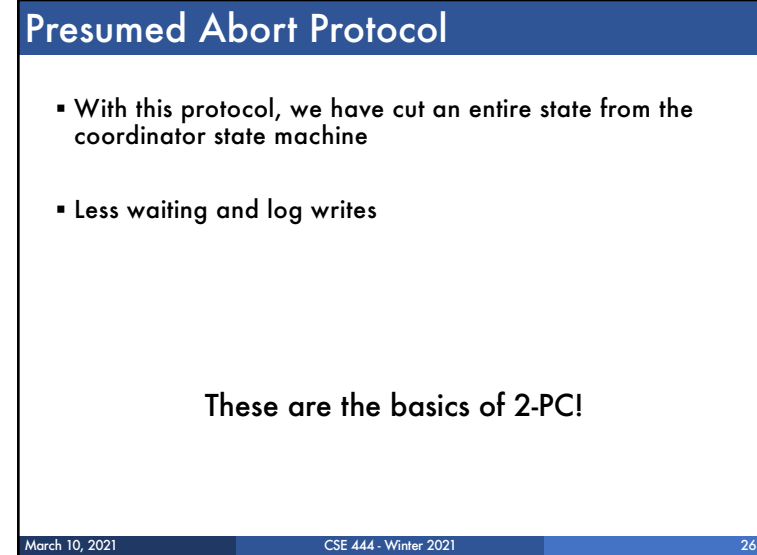 Presumed Abort Protocol
▪ With this protocol, we have cut an entire state from the
coordinator state machine
▪ Less waiting and log writes
These are the basics of 2-PC!
March 10, 2021
CSE 444 - Winter 2021
26